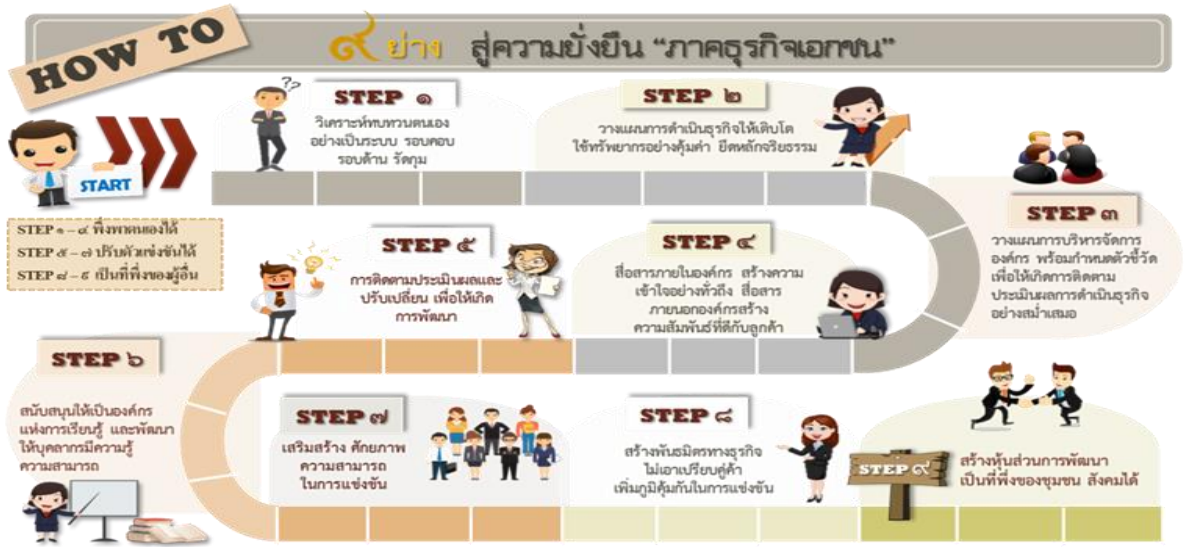 HOW TO
๙ ย่าง สู่ความยั่งยืน “ภาคธุรกิจเอกชน”
START
STEP ๑
วิเคราะห์ทบทวนตนเอง
อย่างเป็นระบบ รอบคอบ
รอบด้าน รัดกุม
STEP ๒
วางแผนการดำเนินธุรกิจให้เติบโต
ใช้ทรัพยากรอย่างคุ้มค่า ยึดหลักจริยธรรม
STEP ๓
วางแผนการบริหารจัดการ
องค์กร พร้อมกำหนดตัวชี้วัด
เพื่อให้เกิดการติดตาม
ประเมินผลการดำเนินธุรกิจ
อย่างสม่ำเสมอ
STEP ๑ – ๔ พึ่งพาตนเองได้
STEP ๕ – ๗ ปรับตัวแข่งขันได้
STEP ๘ – ๙ เป็นที่พึ่งของผู้อื่น
STEP ๔
สื่อสารภายในองค์กร สร้างความ
เข้าใจอย่างทั่วถึง สื่อสาร
ภายนอกองค์กรสร้าง
ความสัมพันธ์ที่ดีกับลูกค้า
STEP ๕
การติดตามประเมินผลและ
ปรับเปลี่ยน เพื่อให้เกิด
การพัฒนา
STEP ๖
สนับสนุนให้เป็นองค์กร
แห่งการเรียนรู้ และพัฒนา
ให้บุคลากรมีความรู้
ความสามารถ
STEP ๗
เสริมสร้าง ศักยภาพ
ความสามารถ
ในการแข่งขัน
STEP ๘
สร้างพันธมิตรทางธุรกิจ
ไม่เอาเปรียบคู่ค้า
เพิ่มภูมิคุ้มกันในการแข่งขัน
STEP ๙
สร้างหุ้นส่วนการพัฒนา
เป็นที่พึ่งของชุมชน สังคมได้